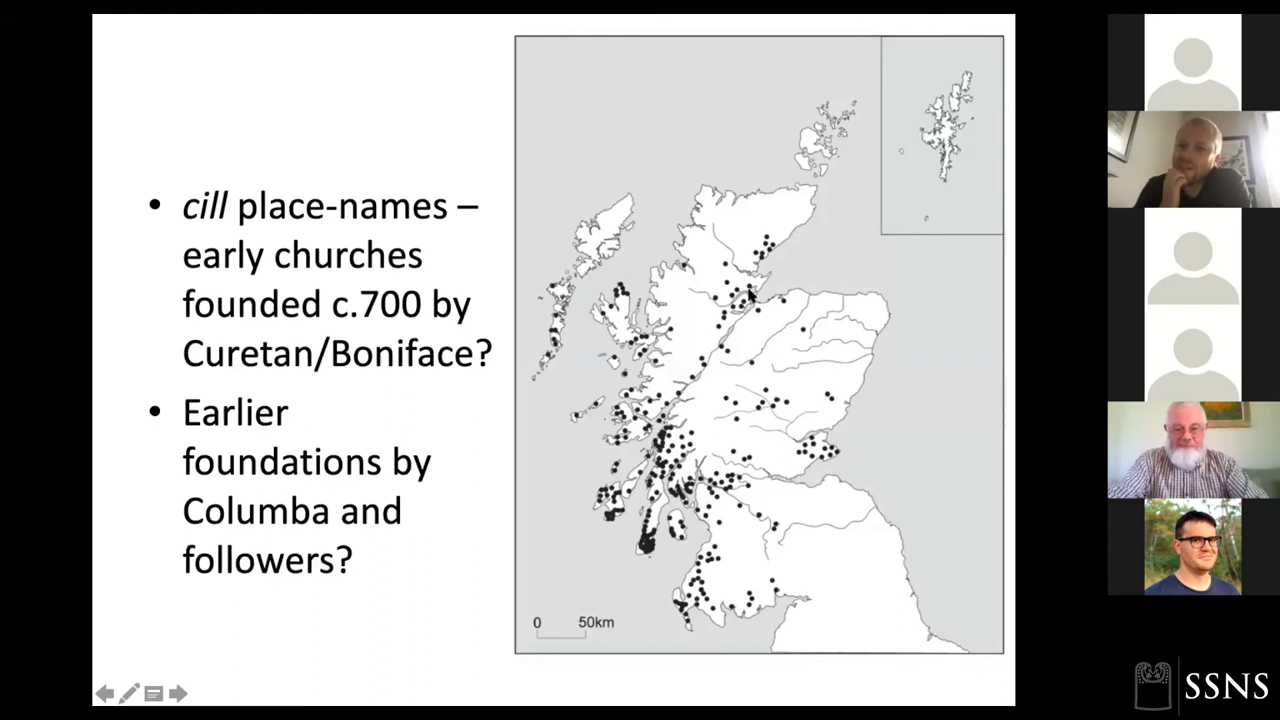 • cill place-names –
early churches
founded c.700 by
Curetan/Boniface?
• Earlier
foundations by
Columba and
followers?
0 50km
SSNS